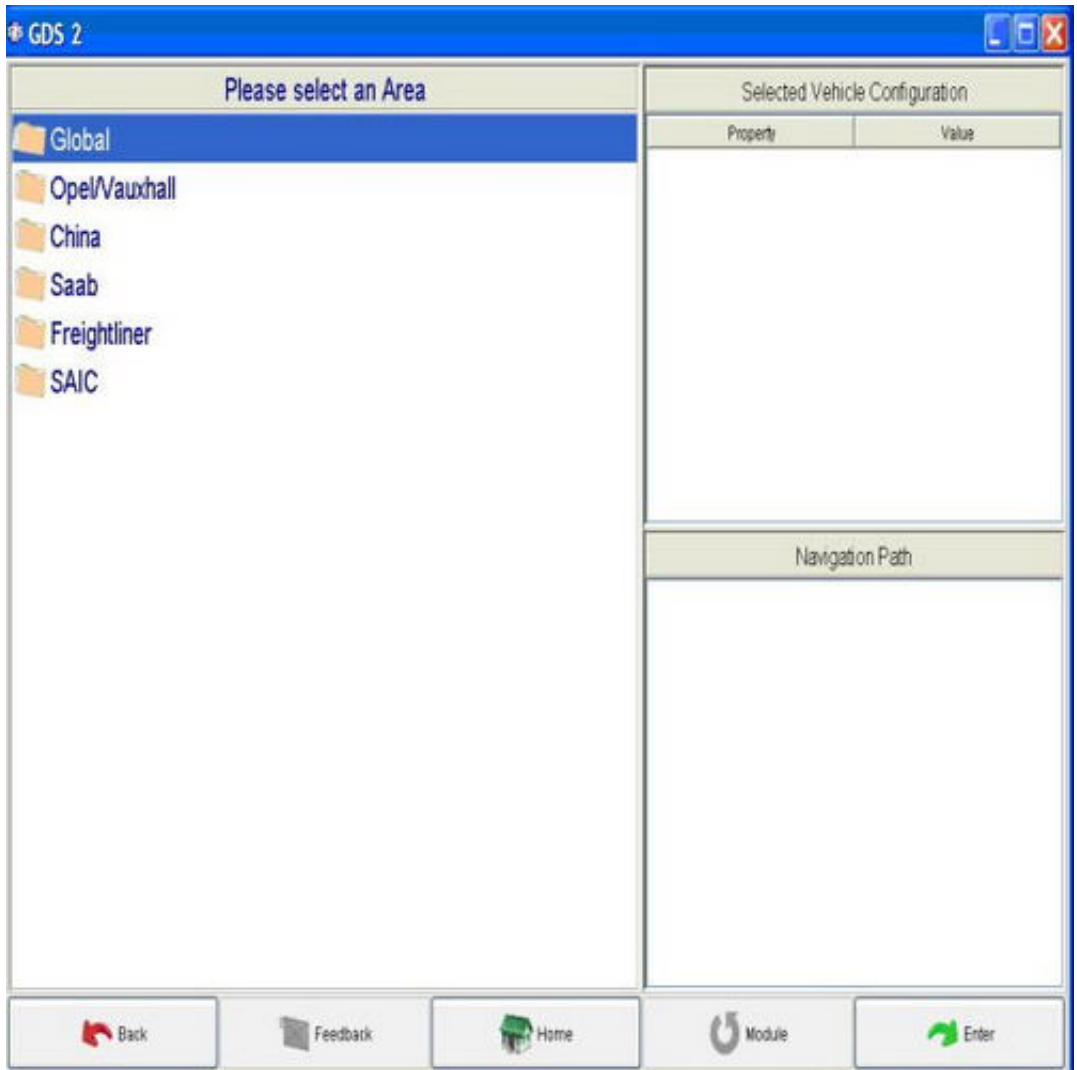 GDS 2
Please select an Area
Global
Opel/Vauxhall
China
Saab
Freightliner
SAIC
Selected Vehicle Configuration
Property Value
Navigation Path
Back Feedback Home Module Enter